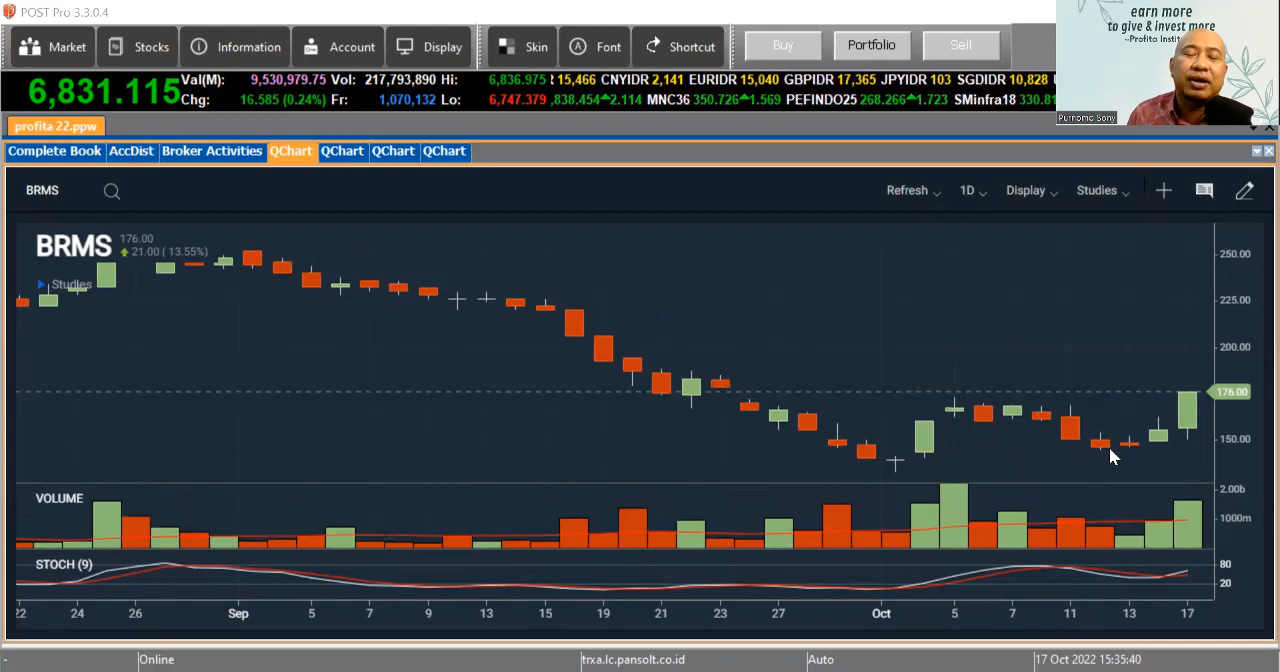 POST Pro 3.3.0.4
Market Stocks Information Account Display Skin Font Shortcut Buy Portfolio Sell
6,831.115 Val(M): 9,530,979.75 Vol: 217,793,890 Hi: 6,836.975 15,466 CNYIDR 2,141 EURIDR 15,040 GBPIDR 17,365 JPYIDR 103 SGDIDR 10,828
Chg: 16.585 (0.24%) Fr: 1,070,132 Lo: 6,747.379 ,838.454 2.114 MNC36 350.726 1.569 PEFINDO25 268.266 1.723 SMinfra18 330.81
earn more
to give & invest more
~Profita Instit
Purnomo Sony
profita 22.ppw
Complete Book AccDist Broker Activities QChart QChart QChart QChart
BRMS Refresh 1D Display Studies
BRMS 176.00
21.00 ( 13.55%)
Studies
250.00
225.00
200.00
176.00
150.00
VOLUME 2.00b
1000m
STOCH (9) 80
20
22 24 26 Sep 5 7 9 13 15 19 21 23 27 Oct 5 7 11 13 17
- Online trxa.lc.pansolt.co.id Auto 17 Oct 2022 15:35:40